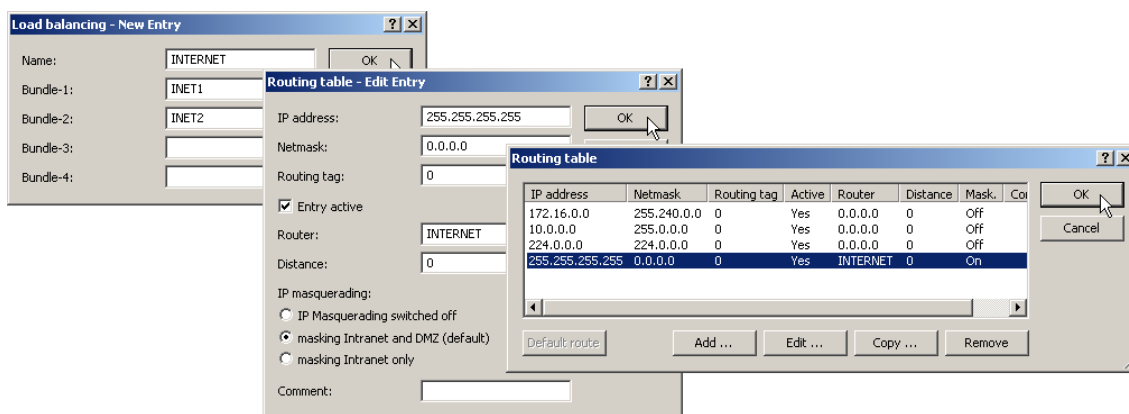 Load balancing - New Entry
Name: INTERNET OK
Bundle-1: INET1
Bundle-2: INET2
Bundle-3:
Bundle-4:
Routing table - Edit Entry
IP address: 255.255.255.255 OK
Netmask: 0.0.0.0
Routing tag: 0
Entry active
Router: INTERNET
Distance: 0
IP masquerading:
IP Masquerading switched off
masking Intranet and DMZ (default)
masking Intranet only
Comment:
Routing table
IP address Netmask Routing tag Active Router Distance Mask. Co
172.16.0.0 255.240.0.0 0 Yes 0.0.0.0 0 Off
10.0.0.0 255.0.0.0 0 Yes 0.0.0.0 0 Off
224.0.0.0 224.0.0.0 0 Yes 0.0.0.0 0 Off
255.255.255.255 0.0.0.0 0 Yes INTERNET 0 On
OK
Cancel
Default route Add ... Edit ... Copy ... Remove